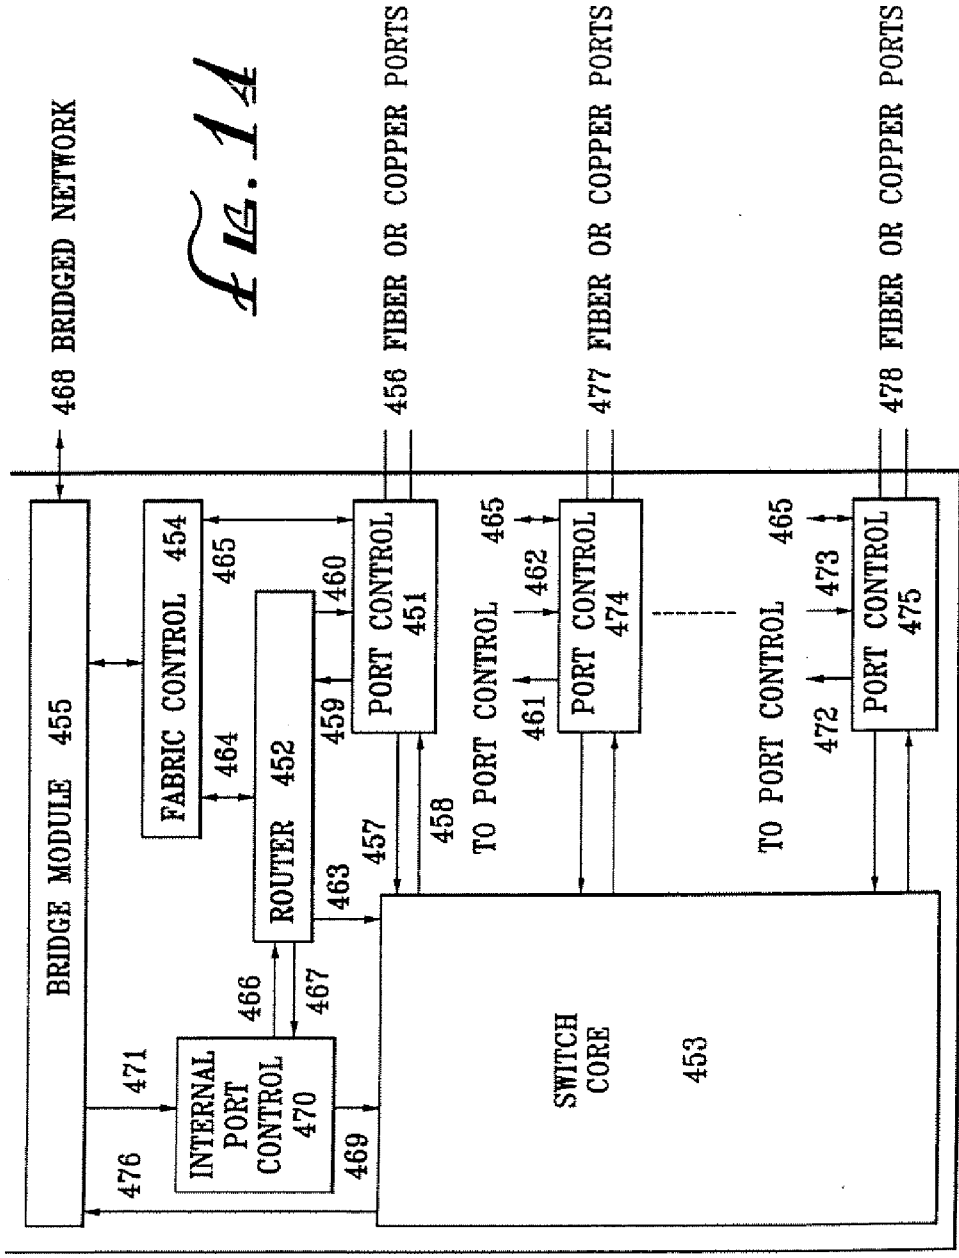 BRIDGE MODULE 455
468 BRIDGED NETWORK
FIG. 14
476
471
FABRIC CONTROL 454
465
464
INTERNAL
PORT
CONTROL
470
466
467
469
ROUTER 452
463
459
460
457
458
PORT CONTROL
451
456 FIBER OR COPPER PORTS
SWITCH
CORE
453
TO PORT CONTROL
461
462
465
PORT CONTROL
474
477 FIBER OR COPPER PORTS
TO PORT CONTROL
472
473
465
PORT CONTROL
475
478 FIBER OR COPPER PORTS